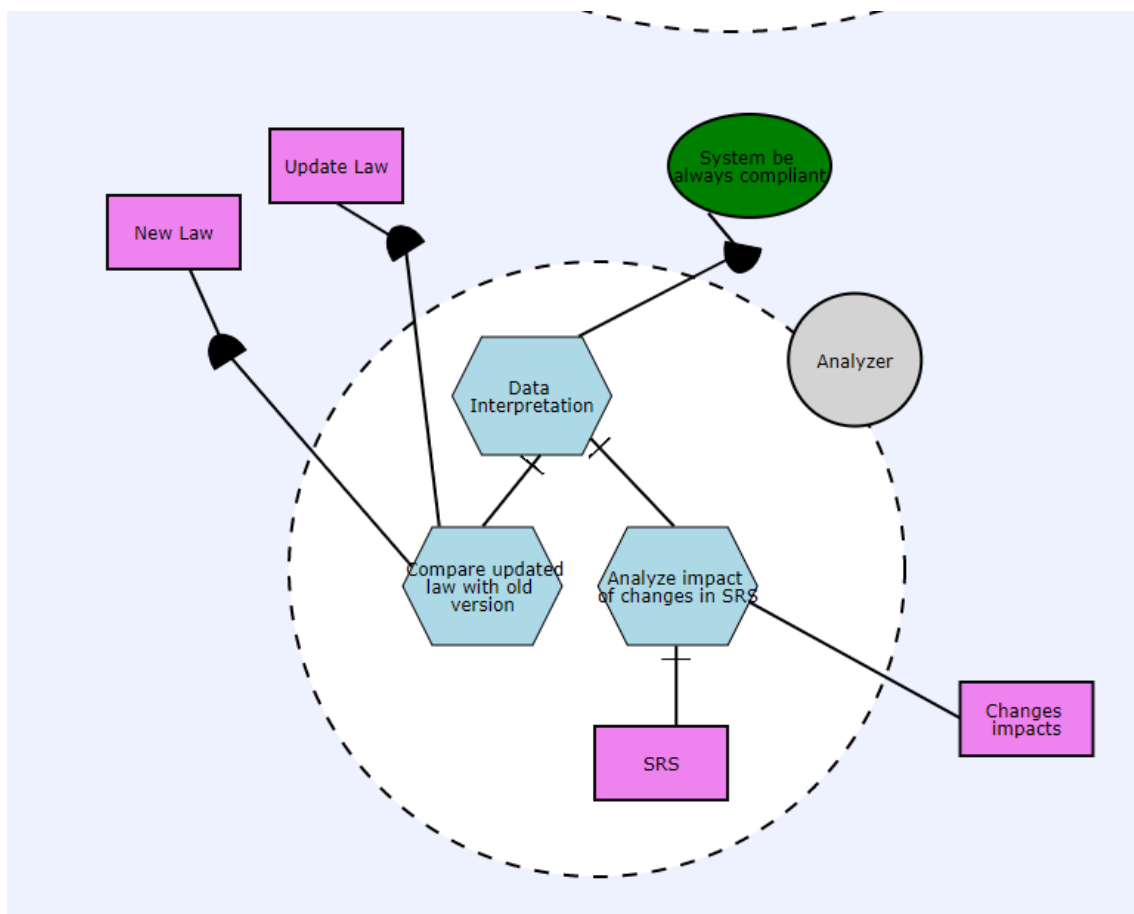 System be
always compliant
Update Law
New Law
Analyzer
Data
Interpretation
Compare updated
law with old
version
Analyze impact
of changes in SRS
Changes
impacts
SRS